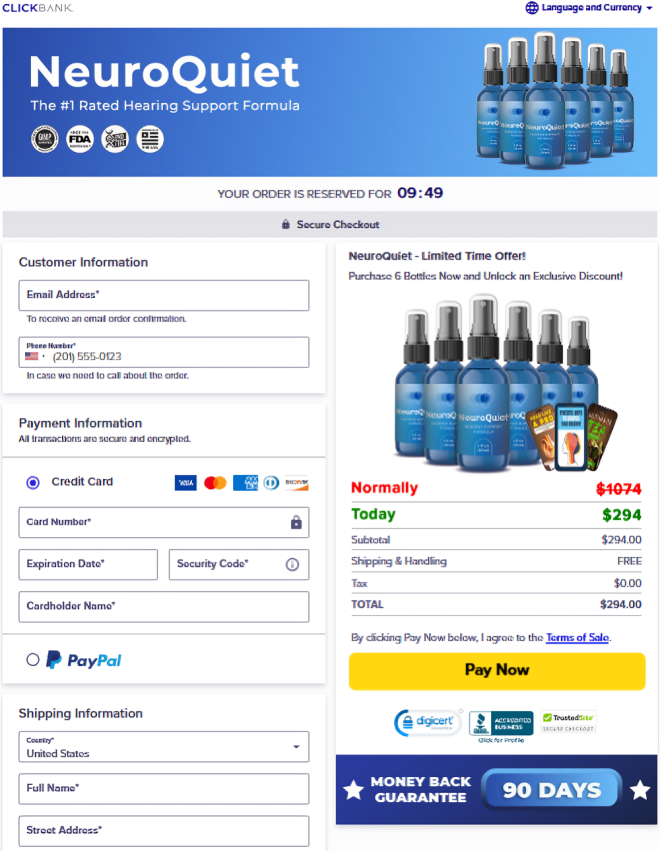 CLICKBANK
Language and Currency
NeuroQuiet
The #1 Rated Hearing Support Formula
GMP
FDA
YOUR ORDER IS RESERVED FOR 09:49
Secure Checkout
Customer Information
Email Address*
To receive an email order confirmation.
Phone Number*
(201) 555-0123
In case we need to call about the order.
Payment Information
All transactions are secure and encrypted.
Credit Card
VISA
Card Number*
Expiration Date*
Security Code*
Cardholder Name*
PayPal
Shipping Information
Country*
United States
Full Name*
Street Address*
NeuroQuiet - Limited Time Offer!
Purchase 6 Bottles Now and Unlock an Exclusive Discount!
NeuroQuiet
Normally $1074
Today $294
Subtotal $294.00
Shipping & Handling FREE
Tax $0.00
TOTAL $294.00
By clicking Pay Now below, I agree to the Terms of Sale.
Pay Now
digicert
BBB
ACCREDITED
BUSINESS
Click for Profile
TrustedSite
SECURE CHECKOUT
MONEY BACK
GUARANTEE
90 DAYS